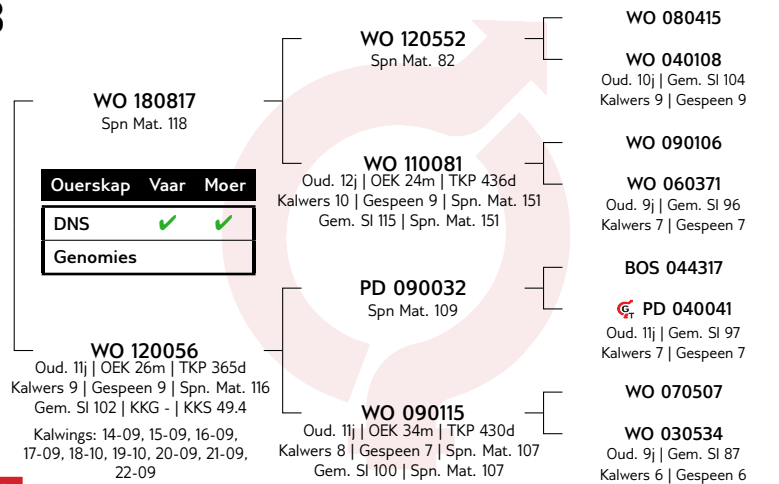 WO 180817
Spn Mat. 118
Ouerskap Vaar Moer
DNS ✔ ✔
Genomies
WO 120056
Oud. 11j | OEK 26m | TKP 365d
Kalwers 9 | Gespeen 9 | Spn. Mat. 116
Gem. SI 102 | KKG - | KKS 49.4
Kalwings: 14-09, 15-09, 16-09,
17-09, 18-10, 19-10, 20-09, 21-09,
22-09
WO 120552
Spn Mat. 82
WO 110081
Oud. 12j | OEK 24m | TKP 436d
Kalwers 10 | Gespeen 9 | Spn. Mat. 151
Gem. SI 115 | Spn. Mat. 151
PD 090032
Spn Mat. 109
WO 090115
Oud. 11j | OEK 34m | TKP 430d
Kalwers 8 | Gespeen 7 | Spn. Mat. 107
Gem. SI 100 | Spn. Mat. 107
WO 080415
WO 040108
Oud. 10j | Gem. SI 104
Kalwers 9 | Gespeen 9
WO 090106
WO 060371
Oud. 9j | Gem. SI 96
Kalwers 7 | Gespeen 7
BOS 044317
GT PD 040041
Oud. 11j | Gem. SI 97
Kalwers 7 | Gespeen 7
WO 070507
WO 030534
Oud. 9j | Gem. SI 87
Kalwers 6 | Gespeen 6